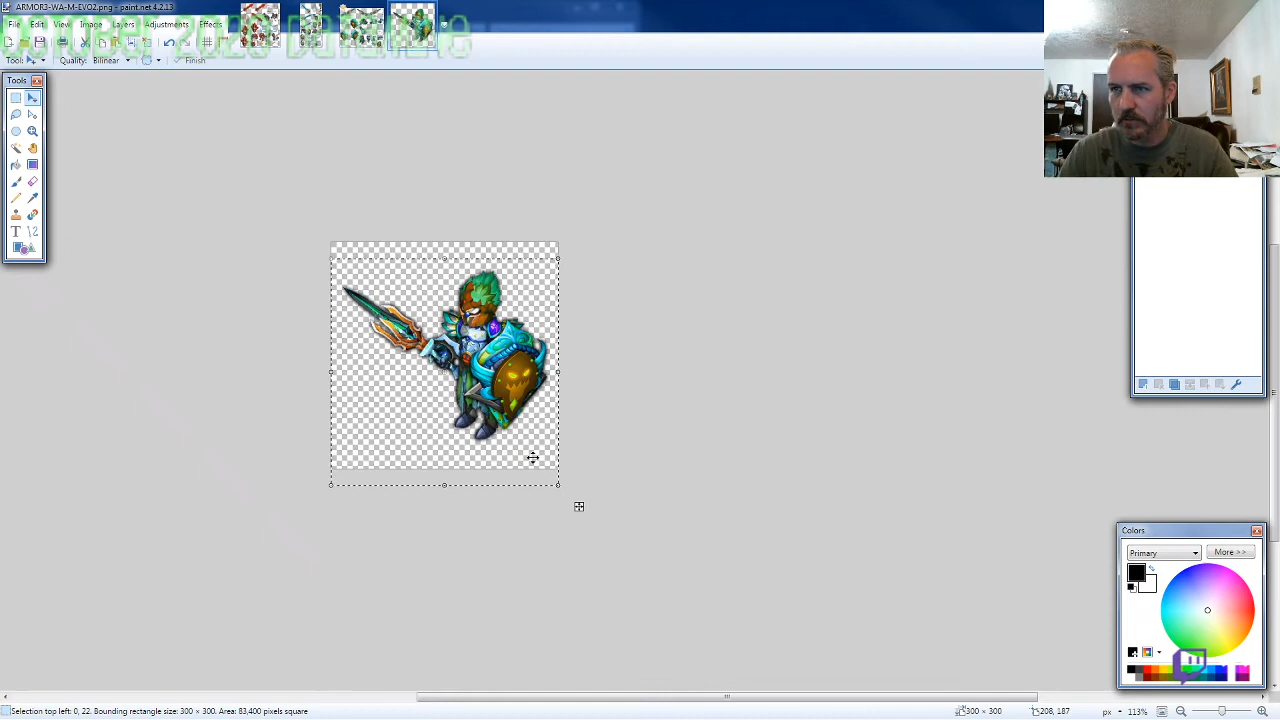 ARMOR3-WA-M-EVO2.png - paint.net 4.2.13
File Edit View Image Layers Adjustments Effects
Tool: Quality: Bilinear Finish
Tools
Colors
Primary More >>
Selection top left: 0, 22. Bounding rectangle size: 300 × 300. Area: 83,400 pixels square 300 × 300 208, 187 px 113%